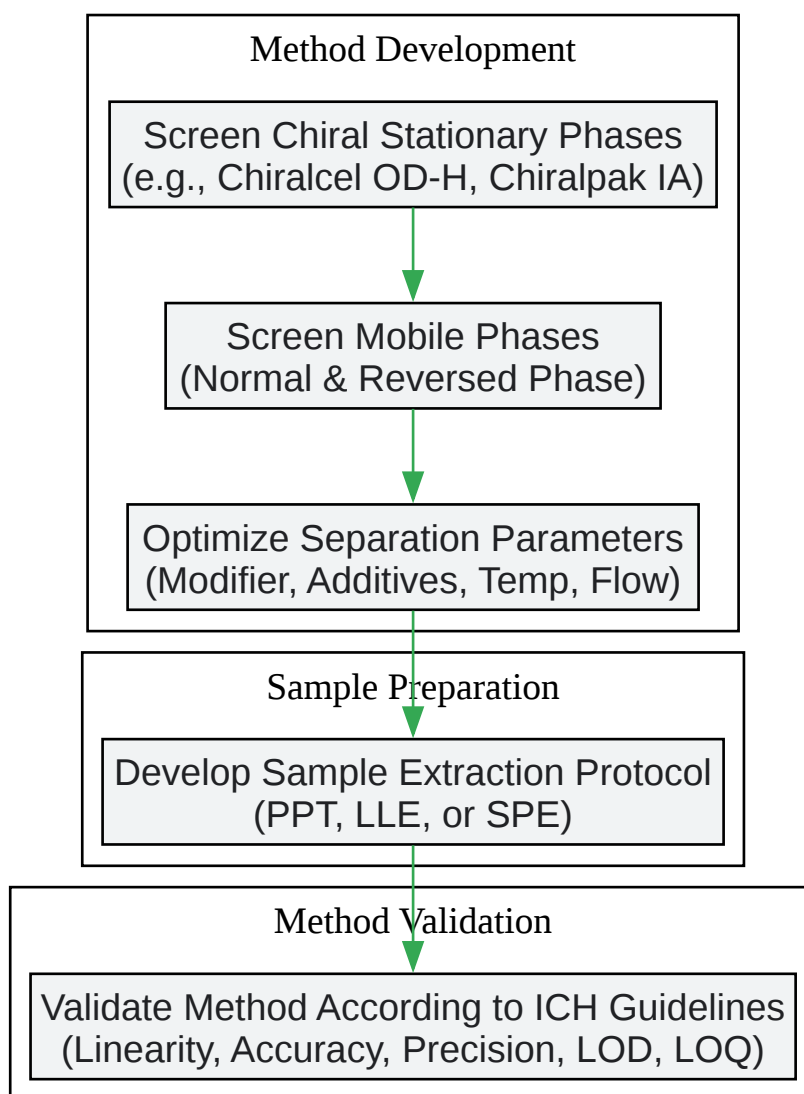 Method Development
Screen Chiral Stationary Phases
(e.g., Chiralcel OD-H, Chiralpak IA)
Screen Mobile Phases
(Normal & Reversed Phase)
Optimize Separation Parameters
(Modifier, Additives, Temp, Flow)
Sample Preparation
Develop Sample Extraction Protocol
(PPT, LLE, or SPE)
Method Validation
Validate Method According to ICH Guidelines
(Linearity, Accuracy, Precision, LOD, LOQ)